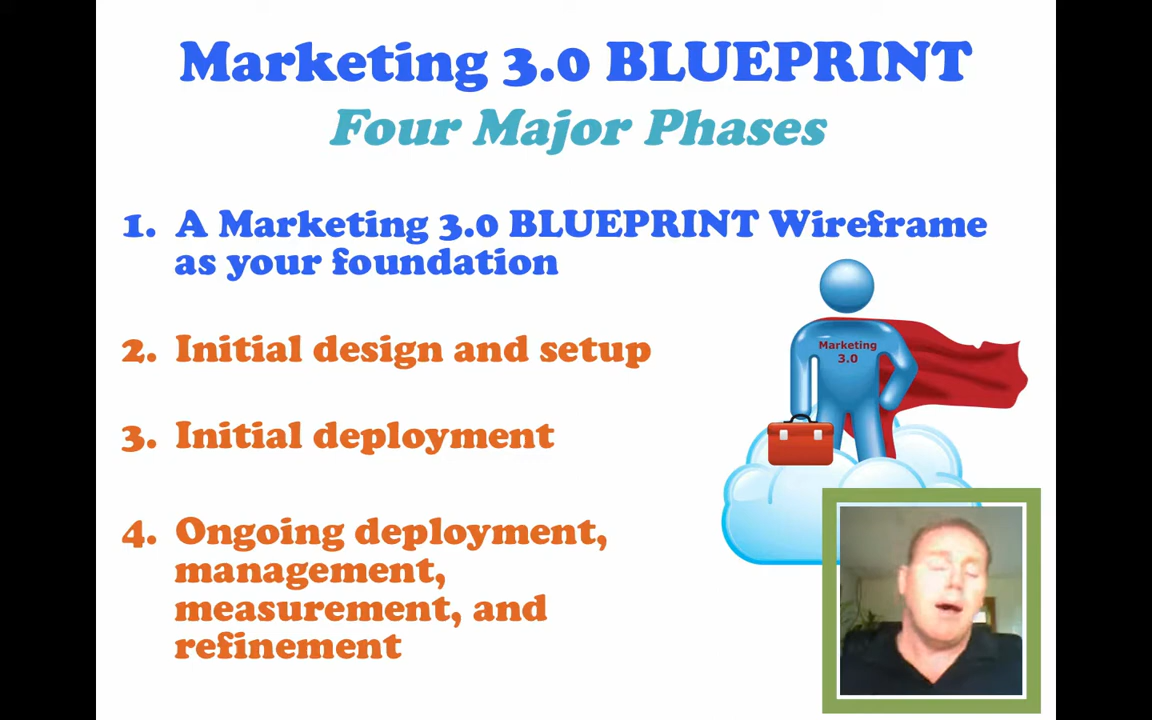 Marketing 3.0 BLUEPRINT
Four Major Phases
1. A Marketing 3.0 BLUEPRINT Wireframe
as your foundation
2. Initial design and setup
Marketing
3.0
3. Initial deployment
4. Ongoing deployment,
management,
measurement, and
refinement